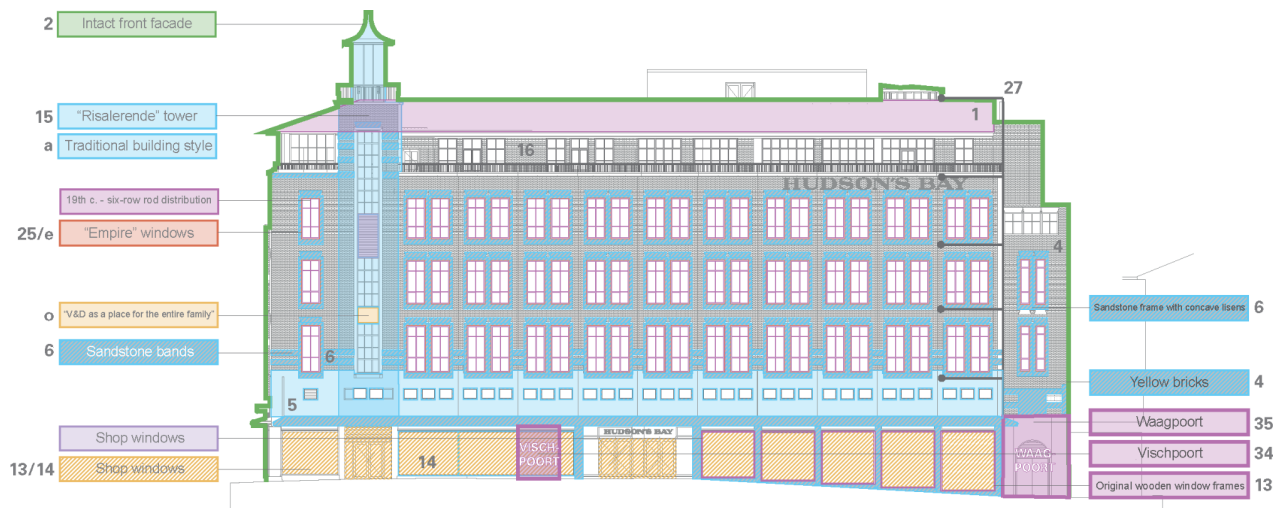 2 Intact front facade
27
15 "Risalerende" tower
1
a Traditional building style
16
HUDSON'S BAY
19th c. - six-row rod distribution
25/e "Empire" windows
4
o "V&D as a place for the entire family"
Sandstone frame with concave lisens 6
6 Sandstone bands
6
Yellow bricks 4
5
Waagpoort 35
HUDSON'S BAY
Shop windows
VISCH-
POORT
WAAG
POORT
Vischpoort 34
13/14 Shop windows
14
Original wooden window frames 13